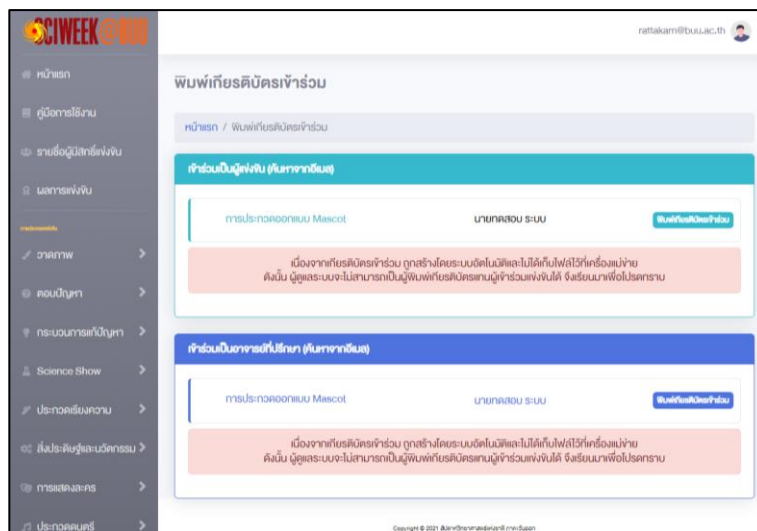 SCIWEEK@BUU
rattakarn@buu.ac.th
หน้าแรก
คู่มือการใช้งาน
รายชื่อผู้มีสิทธิ์แข่งขัน
ผลการแข่งขัน
วาดภาพ
ตอบปัญหา
กระบวนการแก้ปัญหา
Science Show
ประกวดเรียงความ
สิ่งประดิษฐ์และนวัตกรรม
การแสดงละคร
ประกวดดนตรี
พิมพ์เกียรติบัตรเข้าร่วม
หน้าแรก / พิมพ์เกียรติบัตรเข้าร่วม
เข้าร่วมเป็นผู้แข่งขัน (ค้นหาจากอีเมล)
การประกวดออกแบบ Mascot นายทดสอบ ระบบ พิมพ์เกียรติบัตรเข้าร่วม
เนื่องจากเกียรติบัตรเข้าร่วม ถูกสร้างโดยระบบอัตโนมัติและไม่ได้เก็บไฟล์ไว้ที่เครื่องแม่ข่าย
ดังนั้น ผู้ดูแลระบบจะไม่สามารถเป็นผู้พิมพ์เกียรติบัตรแทนผู้เข้าร่วมแข่งขันได้ จึงเรียนมาเพื่อโปรดทราบ
เข้าร่วมเป็นอาจารย์ที่ปรึกษา (ค้นหาจากอีเมล)
การประกวดออกแบบ Mascot นายทดสอบ ระบบ พิมพ์เกียรติบัตรเข้าร่วม
เนื่องจากเกียรติบัตรเข้าร่วม ถูกสร้างโดยระบบอัตโนมัติและไม่ได้เก็บไฟล์ไว้ที่เครื่องแม่ข่าย
ดังนั้น ผู้ดูแลระบบจะไม่สามารถเป็นผู้พิมพ์เกียรติบัตรแทนผู้เข้าร่วมแข่งขันได้ จึงเรียนมาเพื่อโปรดทราบ
Copyright © 2021 สัปดาห์วิทยาศาสตร์แห่งชาติ ภาคตะวันออก